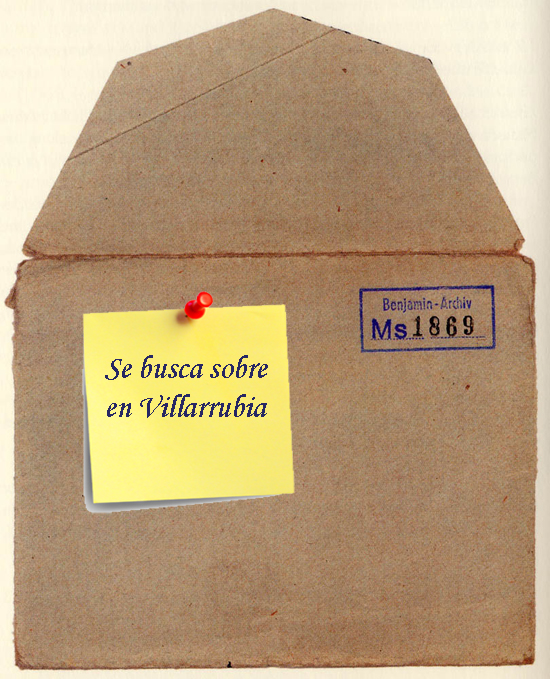 Benjamin-Archiv
Ms 1869
Se busca sobre
en Villarrubia